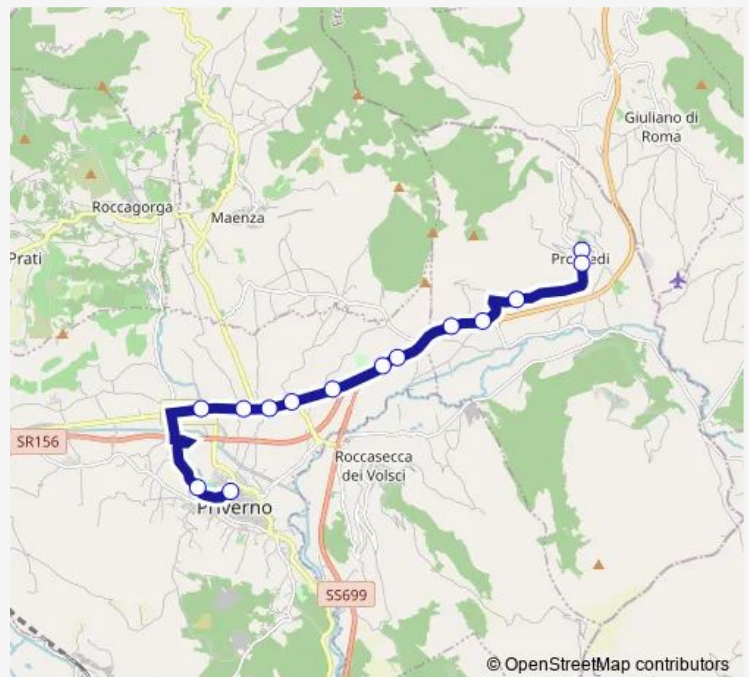 Giuliano di
Roma
Roccagorga
Maenza
Prati
SR156
Roccasecca
dei Volsci
Priverno
SS699
© OpenStreetMap contributors